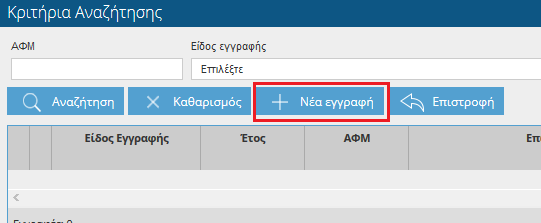 Κριτήρια Αναζήτησης
ΑΦΜ Είδος εγγραφής
Επιλέξτε
Αναζήτηση Καθαρισμός Νέα εγγραφή Επιστροφή
Είδος Εγγραφής Έτος ΑΦΜ